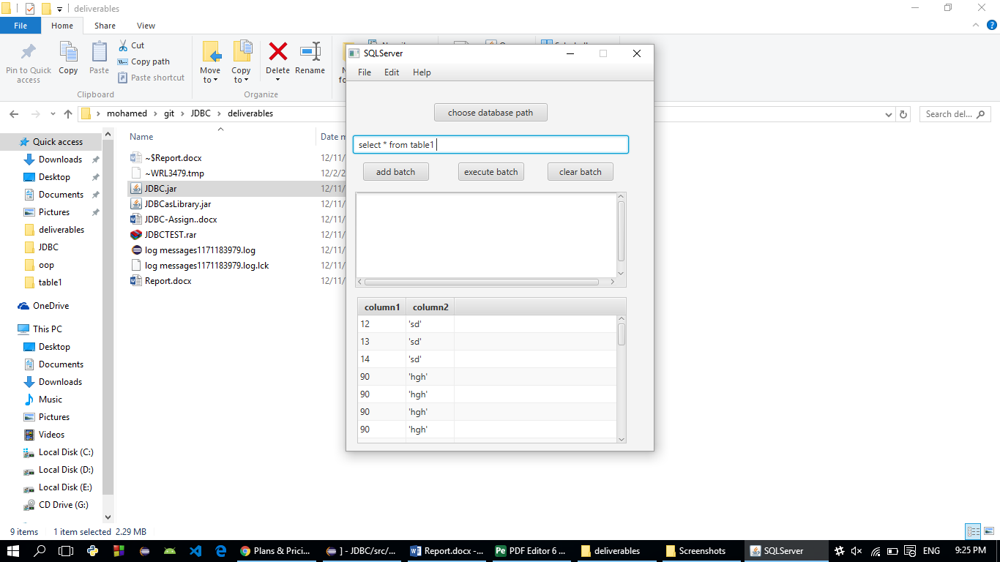 deliverables
File Home Share View
Pin to Quick access
Copy
Paste
Cut
Copy path
Paste shortcut
Clipboard
Move to
Copy to
Delete
Rename
Organize
mohamed git JDBC deliverables
Search del...
Quick access
Downloads
Desktop
Documents
Pictures
deliverables
JDBC
oop
table1
OneDrive
This PC
Desktop
Documents
Downloads
Music
Pictures
Videos
Local Disk (C:)
Local Disk (D:)
Local Disk (E:)
CD Drive (G:)
Name Date m
~$Report.docx 12/11/
~WRL3479.tmp 12/2/2
JDBC.jar 12/11/
JDBCasLibrary.jar 12/11/
JDBC-Assign..docx 12/11/
JDBCTEST.rar 12/11/
log messages1171183979.log 12/11/
log messages1171183979.log.lck 12/11/
Report.docx 12/11/
SQLServer
File Edit Help
choose database path
select * from table1
add batch execute batch clear batch
column1 column2
12 'sd'
13 'sd'
14 'sd'
90 'hgh'
90 'hgh'
90 'hgh'
90 'hgh'
9 items 1 item selected 2.29 MB
Plans & Prici...
] - JDBC/src/...
Report.docx -...
PDF Editor 6 ...
deliverables
Screenshots
SQLServer
ENG
9:25 PM